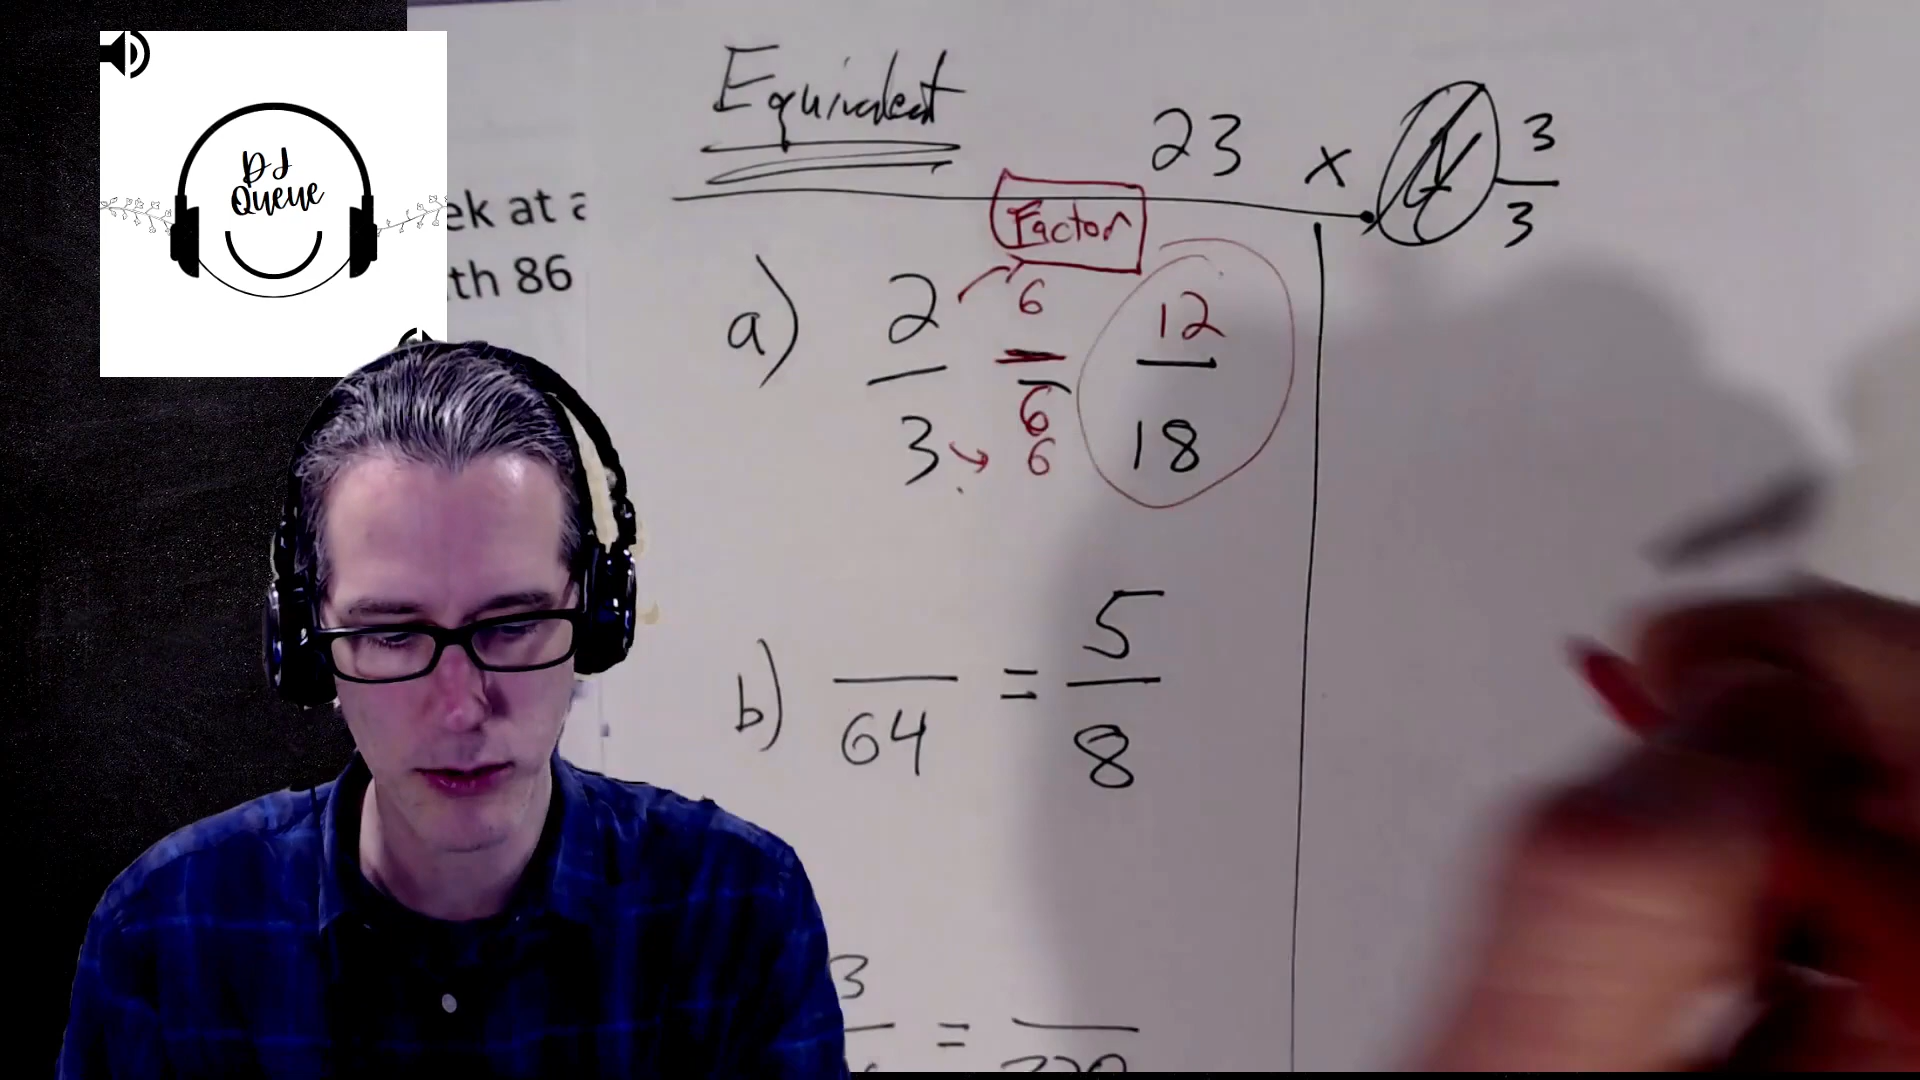 DJ
Queue
ek at a
th 86
Equivalent
23 x 3
3
Factor
a) 2 6 12
3 6 18
6
b) 5
64 = 8
3
=